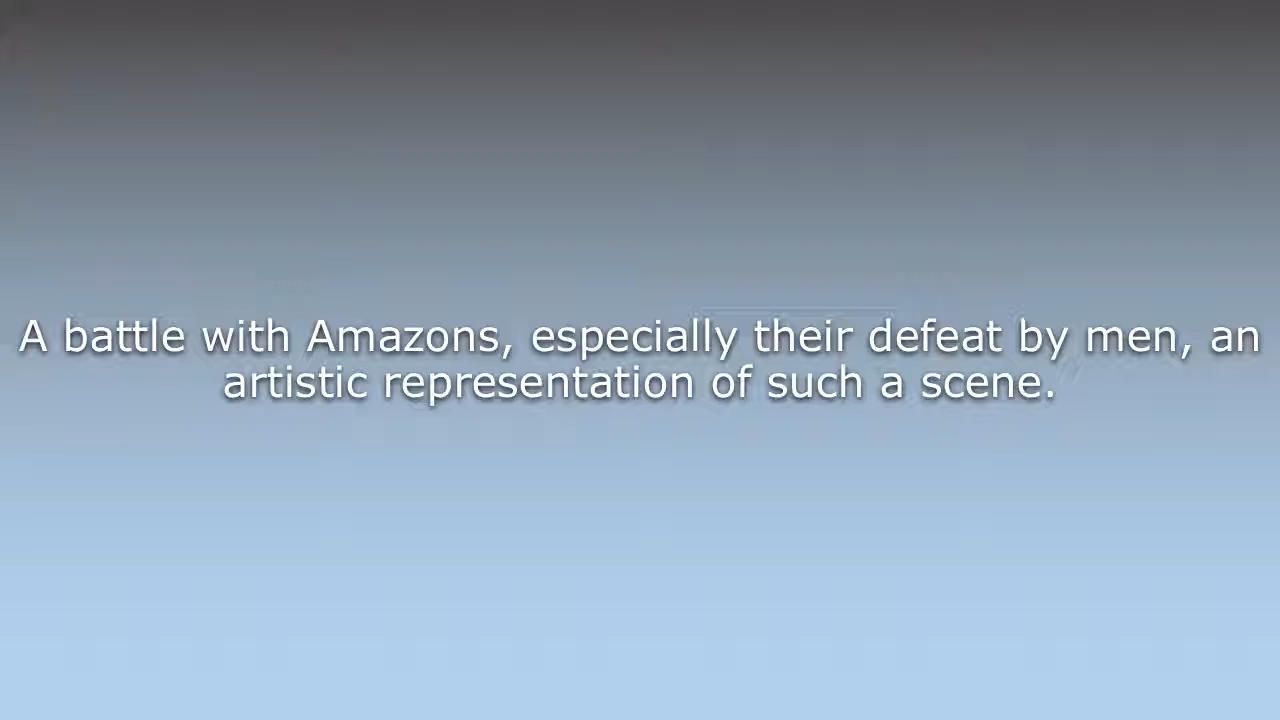 A battle with Amazons, especially their defeat by men, an
artistic representation of such a scene.